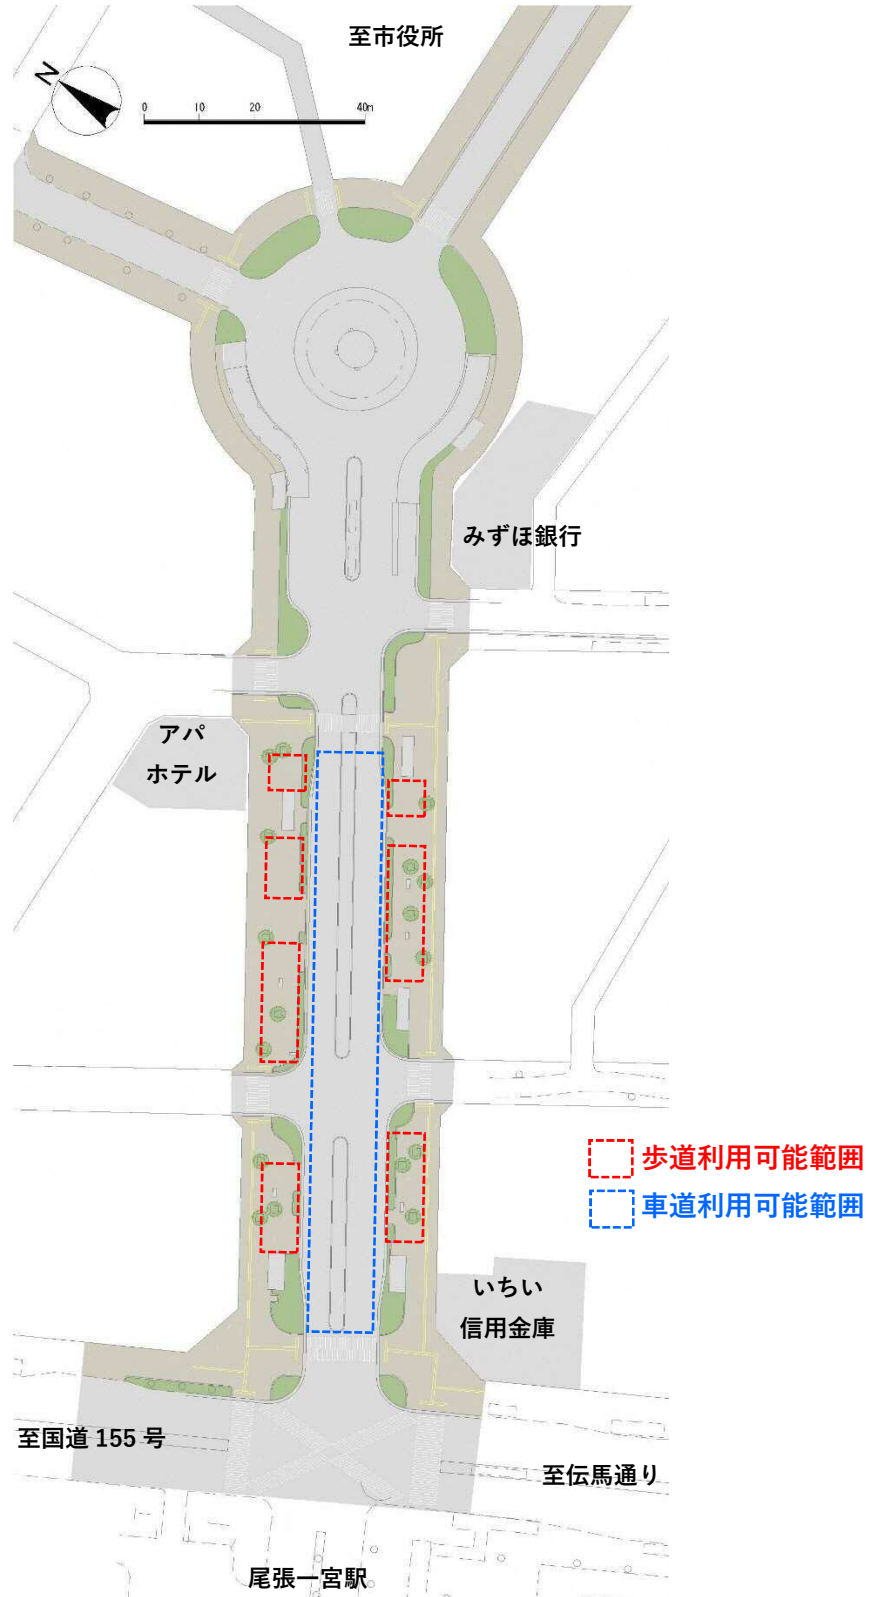 至市役所
N
0 10 20 40m
みずほ銀行
アパ
ホテル
歩道利用可能範囲
車道利用可能範囲
いちい
信用金庫
至国道 155 号
至伝馬通り
尾張一宮駅